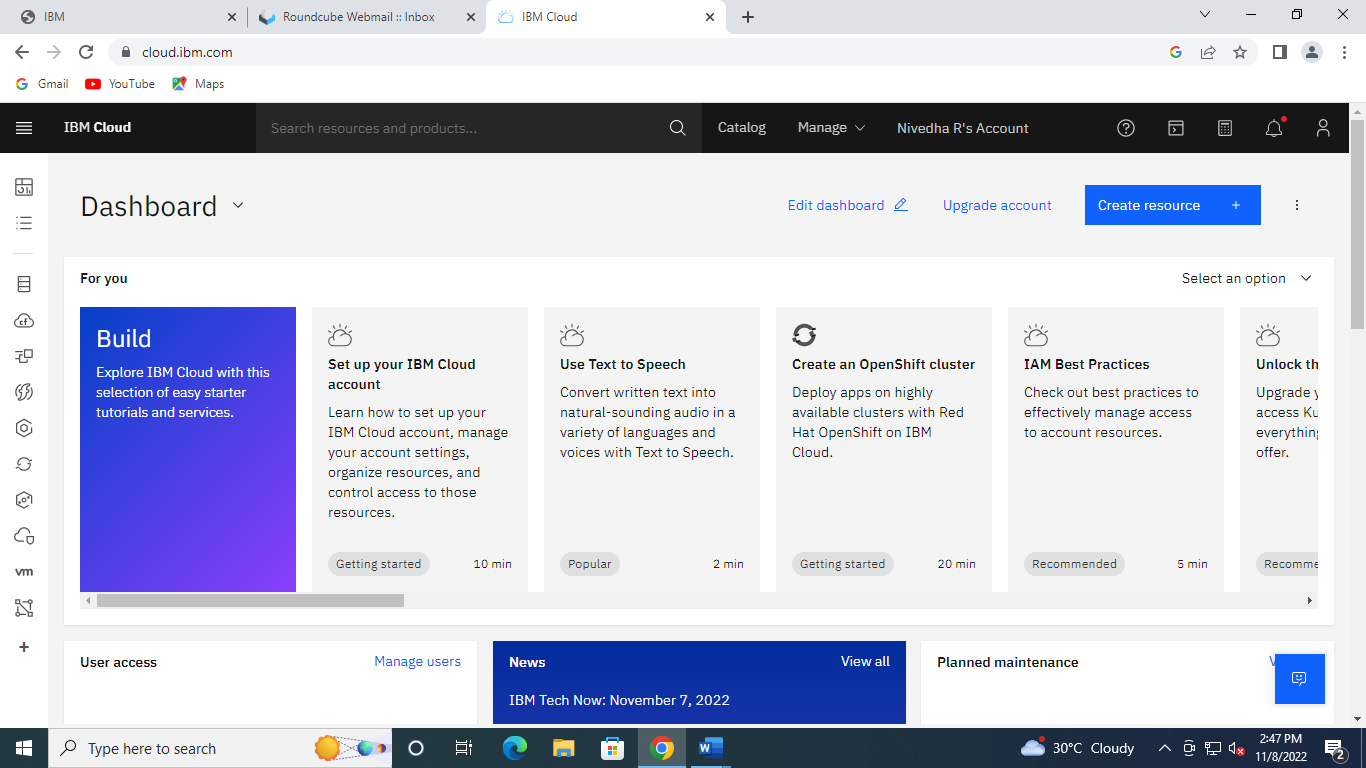 IBM
Roundcube Webmail :: Inbox
IBM Cloud
cloud.ibm.com
Gmail
YouTube
Maps
IBM Cloud
Search resources and products...
Catalog
Manage
Nivedha R's Account
Dashboard
Edit dashboard
Upgrade account
Create resource +
For you
Select an option
Build
Explore IBM Cloud with this
selection of easy starter
tutorials and services.
Set up your IBM Cloud
account
Learn how to set up your
IBM Cloud account, manage
your account settings,
organize resources, and
control access to those
resources.
Getting started
10 min
Use Text to Speech
Convert written text into
natural-sounding audio in a
variety of languages and
voices with Text to Speech.
Popular
2 min
Create an OpenShift cluster
Deploy apps on highly
available clusters with Red
Hat OpenShift on IBM
Cloud.
Getting started
20 min
IAM Best Practices
Check out best practices to
effectively manage access
to account resources.
Recommended
5 min
Unlock th
Upgrade
access Ku
everything
offer.
Recomme
cf
vm
User access
Manage users
News
View all
IBM Tech Now: November 7, 2022
Planned maintenance
Type here to search
30°C Cloudy
2:47 PM
11/8/2022
2